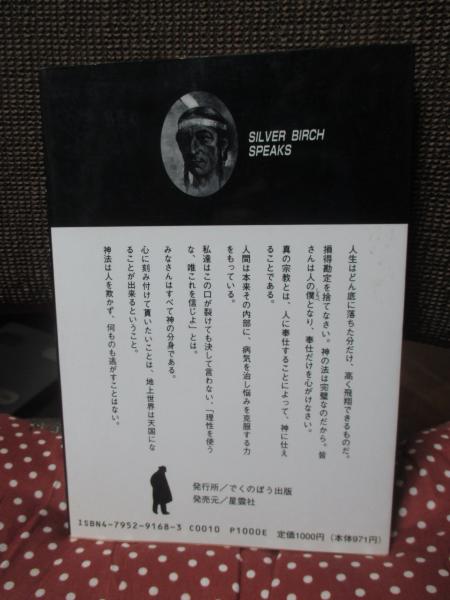 SILVER BIRCH
SPEAKS
人生はどん底に落ちた分だけ、高く飛翔できるものだ。
損得勘定を捨てなさい。神の法は完璧なのだから。皆
さんは人の僕となり、奉仕だけを心がけなさい。
真の宗教とは、人に奉仕することによって、神に仕え
ることである。
人間は本来その内部に、病気を治し悩みを克服する力
をもっている。
私達はこの口が裂けても決して言わない、「理性を使う
な、唯これを信じよ」とは。
みなさんはすべて神の分身である。
心に刻み付けて貰いたいことは、地上世界は天国にな
ることが出来るということ。
神法は人を欺かず、何ものも逃がすことはない。
発行所/でくのぼう出版
発売元/星雲社
ISBN4-7952-9168-3 C0010 P1000E 定価1000円(本体971円)